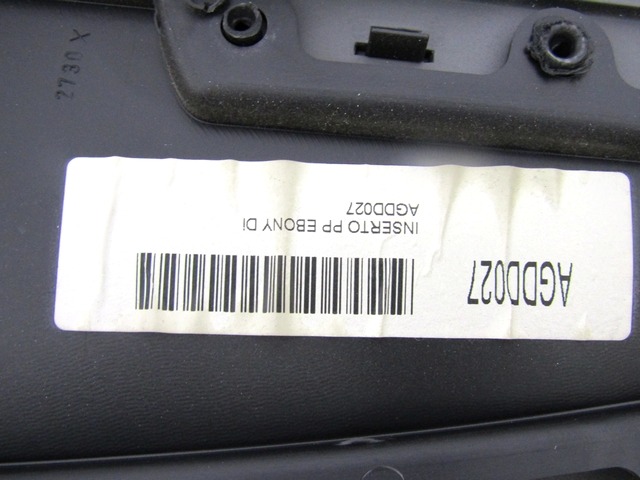 AGDD027
INSERTO PP EBONY Di
AGDD027
2730 X